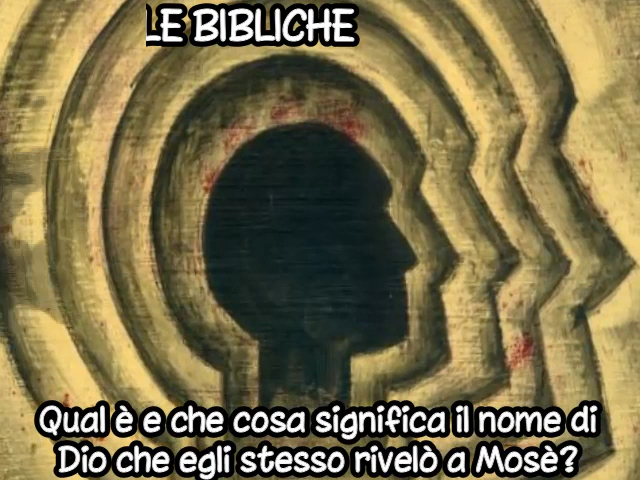 LE BIBLICHE
Qual è e che cosa significa il nome di
Dio che egli stesso rivelò a Mosè?